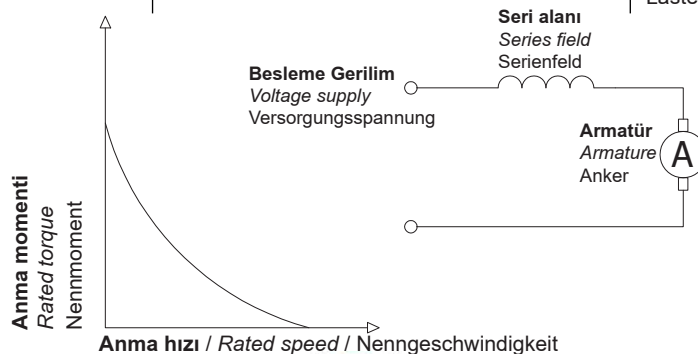 Seri alanı
Series field
Serienfeld
Besleme Gerilim
Voltage supply
Versorgungsspannung
Armatür
Armature
Anker
A
Anma momenti
Rated torque
Nennmoment
Anma hızı / Rated speed / Nenngeschwindigkeit